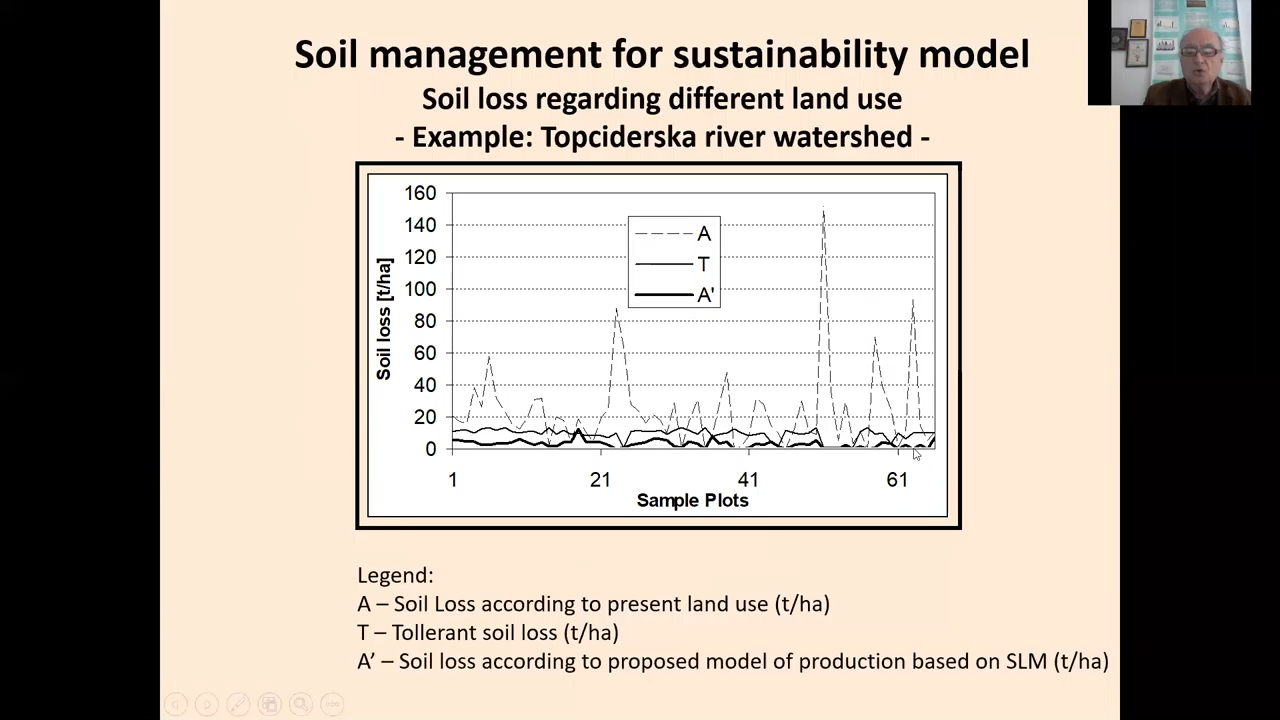 Soil management for sustainability model
Soil loss regarding different land use
- Example: Topciderska river watershed -
160
140
120
100
80
60
40
20
0
Soil loss [t/ha]
A
T
A'
1
21
41
61
Sample Plots
Legend:
A – Soil Loss according to present land use (t/ha)
T – Tollerant soil loss (t/ha)
A’ – Soil loss according to proposed model of production based on SLM (t/ha)